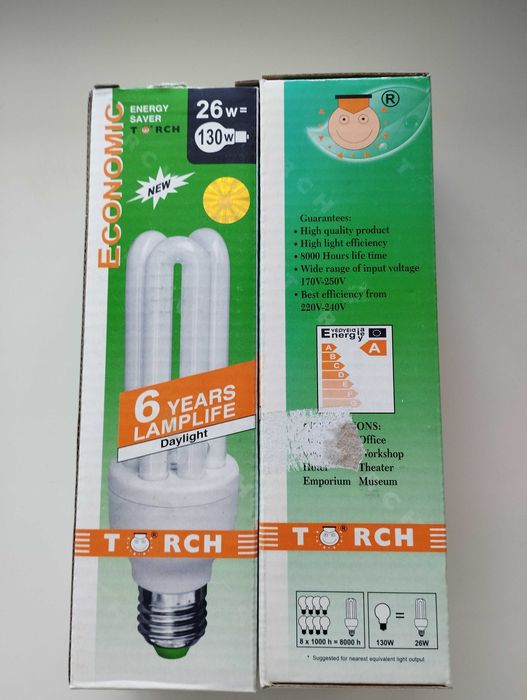 ECONOMIC
ENERGY
SAVER
TORCH
26W=
130W
NEW
6 YEARS
LAMPLIFE
Daylight
T RCH
®
Guarantees:
• High quality product
• High light efficiency
• 8000 Hours life time
• Wide range of input voltage
170V-250V
• Best efficiency from
220V-240V
Energy
A
B
C
D
E
F
G
A
Office
Workshop
Theater
Emporium Museum
T ® RCH
8 x 1000 h = 8000 h
130W
=
26W
* Suggested for nearest equivalent light output